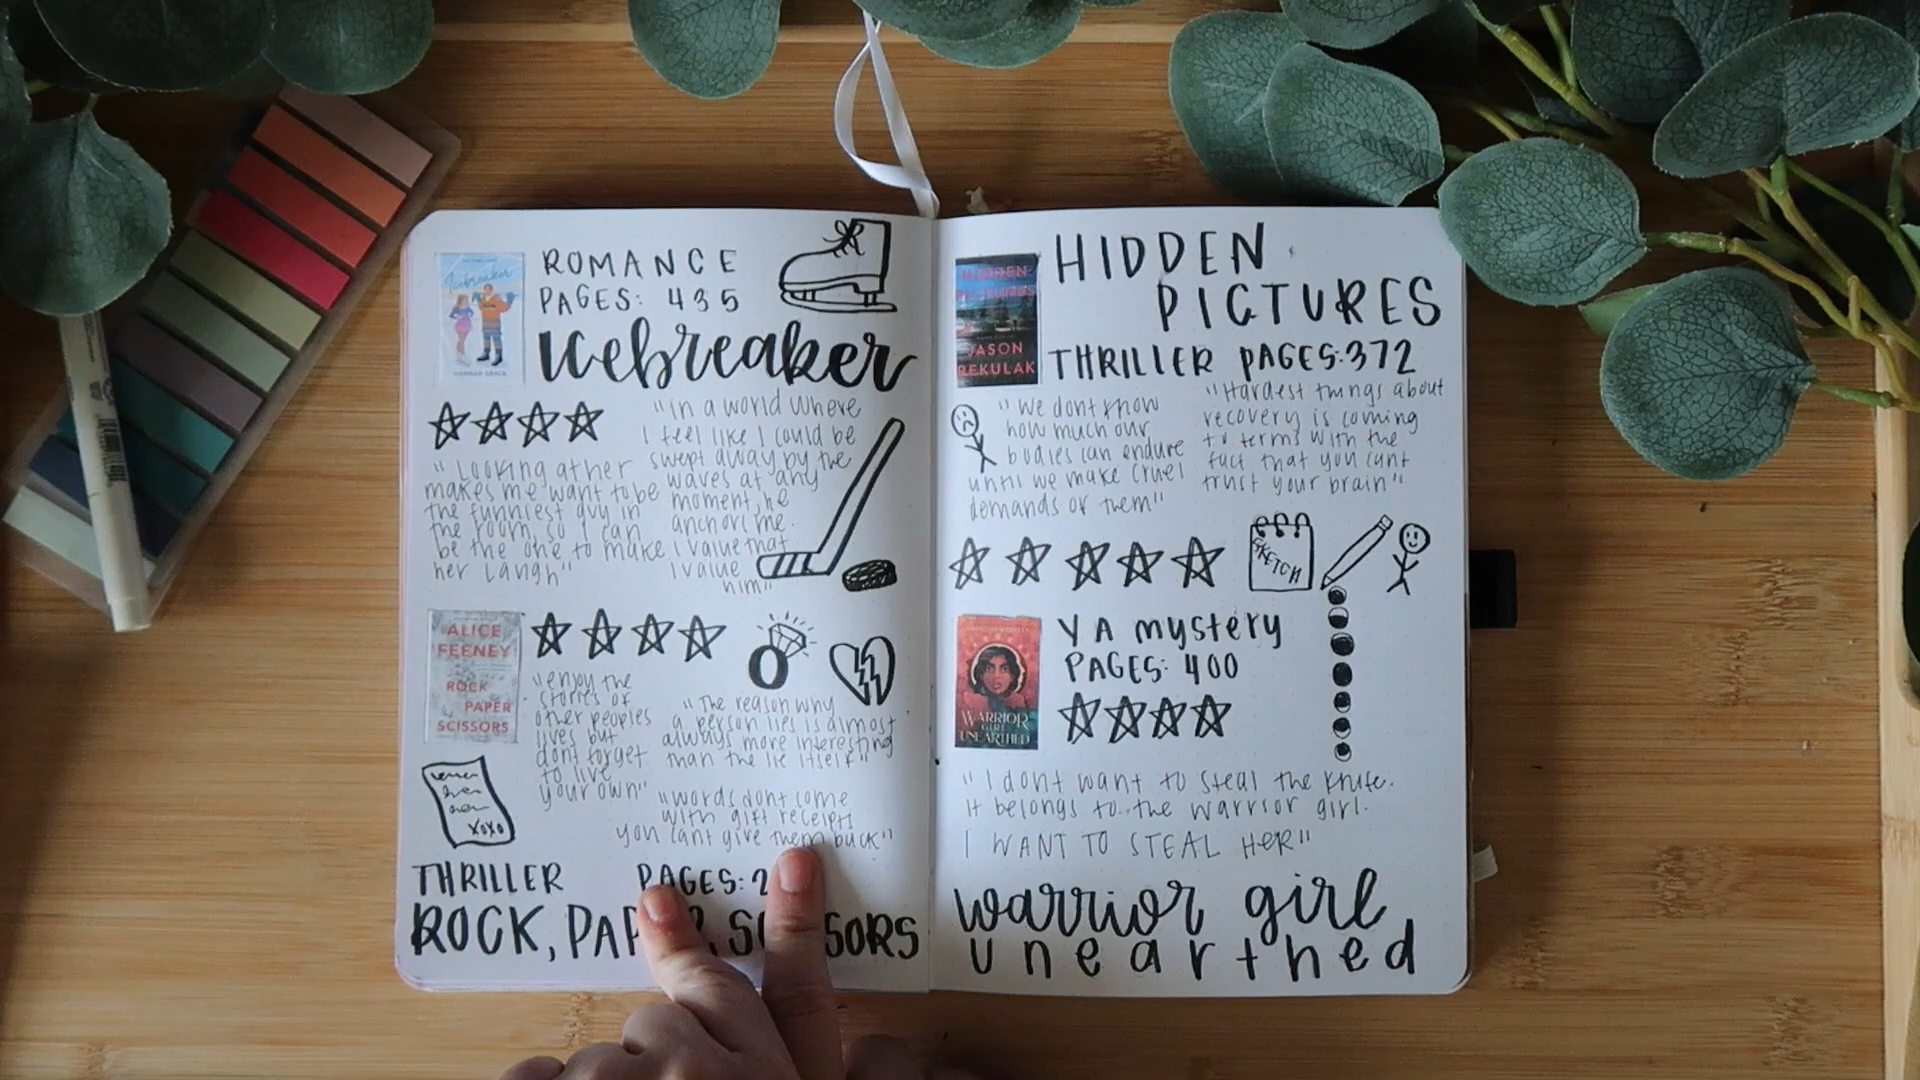 Icebreaker
HANNAH GRACE
ROMANCE
PAGES: 435
Icebreaker
"in a world where
I feel like I could be
swept away by the
waves at any
moment, he
anchors me.
I value that
I value
him"
"Looking at her
makes me want to be
the funniest guy in
the room, so I can
be the one to make
her laugh"
ALICE
FEENEY
ROCK
PAPER
SCISSORS
"enjoy the
stories of
other peoples
lives but
dont forget
to live
your own"
"The reason why
a person lies is almost
always more interesting
than the lie itself"
"words dont come
with gift receipts
you cant give them back"
XOXO
THRILLER PAGES: 2
ROCK, PAP SC SORS
HIDDEN
PICTURES
JASON
REKULAK
HIDDEN
PICTURES
THRILLER PAGES: 372
"We dont know
how much our
bodies can endure
until we make cruel
demands of them"
"Hardest things about
recovery is coming
to terms with the
fact that you cant
trust your brain"
SKETCH
WARRIOR
GIRL
UNEARTHED
YA mystery
PAGES: 400
"I dont want to steal the knife.
It belongs to..the warrior girl.
I WANT TO STEAL HER"
warrior girl
unearthed